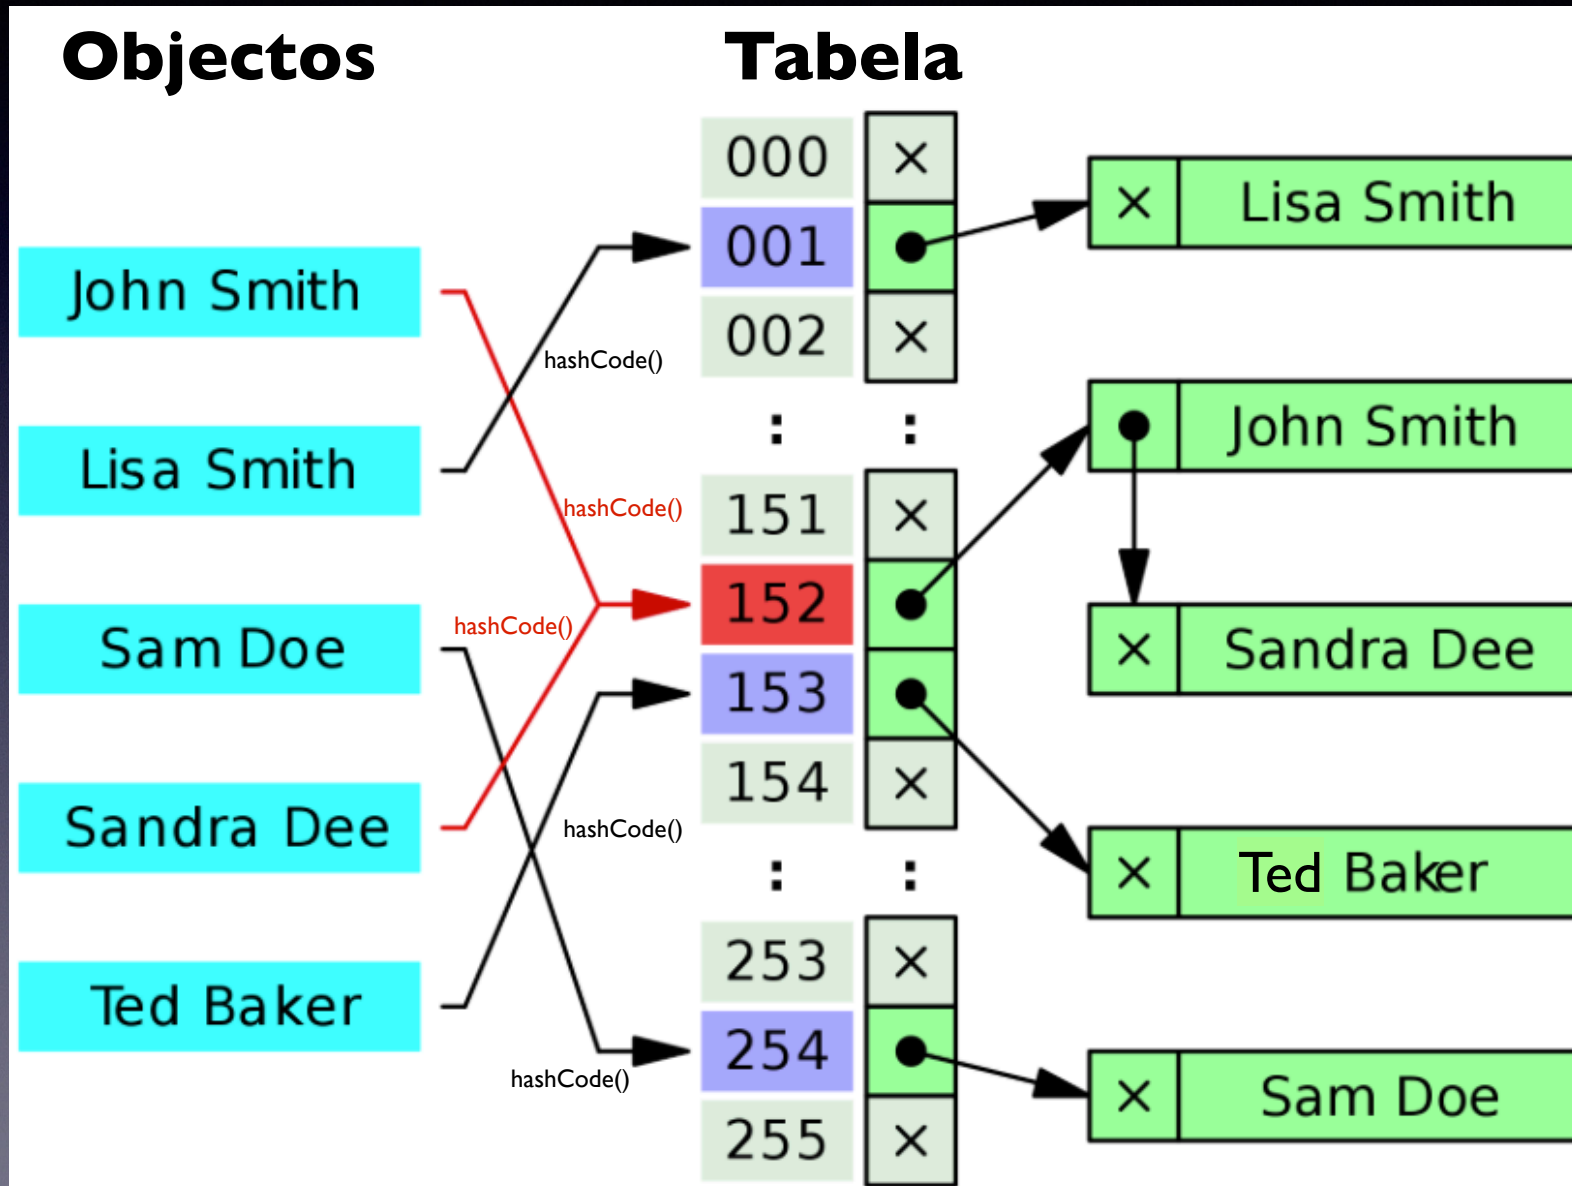 Objectos
Tabela
John Smith
Lisa Smith
Sam Doe
Sandra Dee
Ted Baker
hashCode()
hashCode()
hashCode()
hashCode()
hashCode()
000
001
002
:
:
151
152
153
154
:
:
253
254
255
Lisa Smith
John Smith
Sandra Dee
Ted Baker
Sam Doe